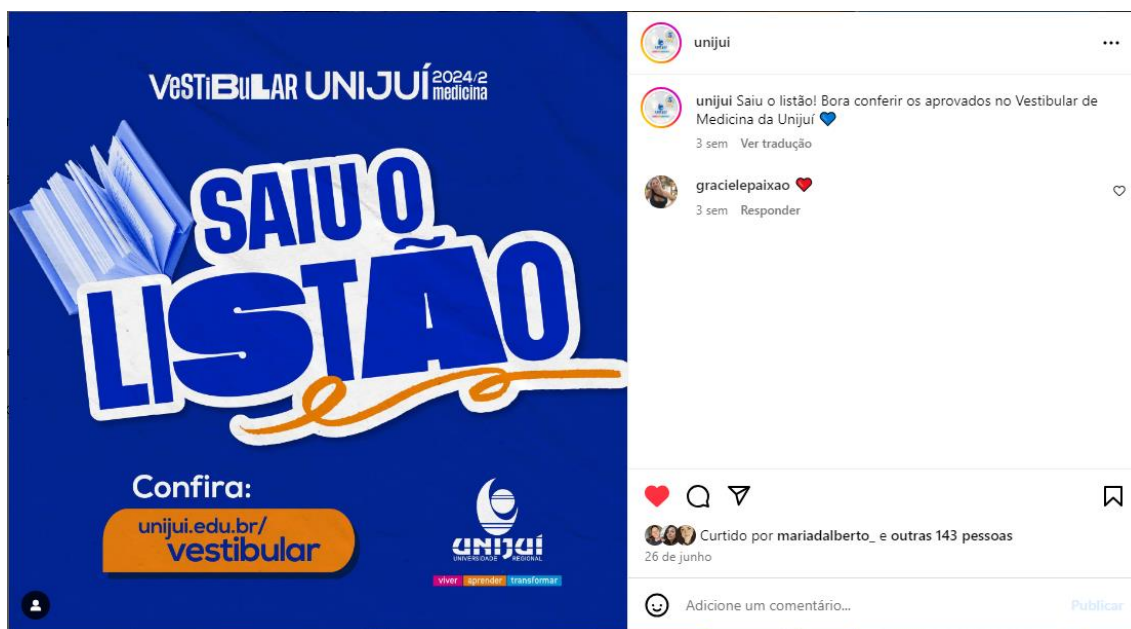 VeSTiBuLAR UNIJUÍ 2024/2
medicina
SAIU O
LISTÃO
Confira:
unijui.edu.br/
vestibular
UNIJUÍ
UNIVERSIDADE REGIONAL
viver aprender transformar
unijui
unijui Saiu o listão! Bora conferir os aprovados no Vestibular de
Medicina da Unijuí 💙
3 sem Ver tradução
gracielepaixao ❤️
3 sem Responder
Curtido por mariadalberto_ e outras 143 pessoas
26 de junho
Adicione um comentário... Publicar